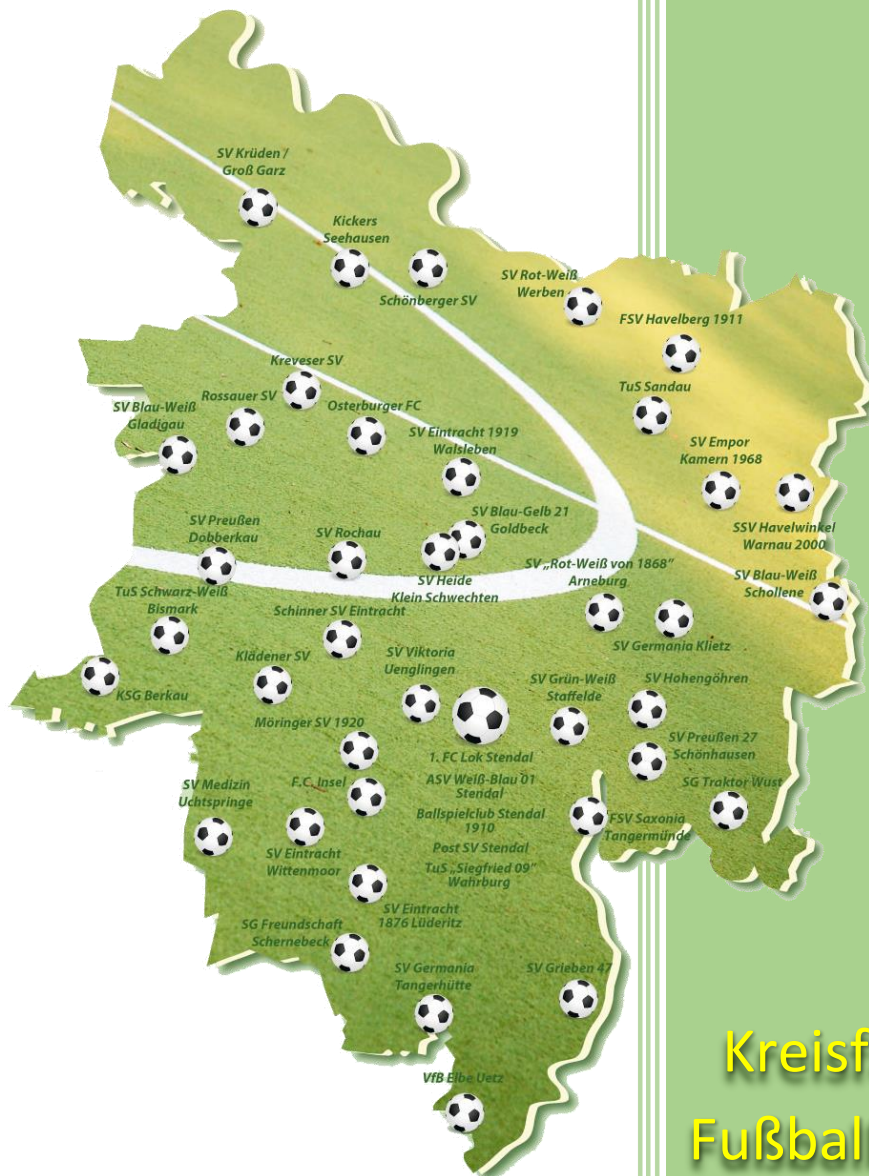 SV Krüden /
Groß Garz
Kickers
Seehausen
Schönberger SV
SV Rot-Weiß
Werben
FSV Havelberg 1911
Kreveser SV
TuS Sandau
Rossauer SV
SV Blau-Weiß
Gladigau
Osterburger FC
SV Eintracht 1919
Walsleben
SV Empor
Kamern 1968
SV Blau-Gelb 21
Goldbeck
SSV Havelwinkel
Warnau 2000
SV Preußen
Dobberkau
SV Rochau
SV Heide
Klein Schwechten
SV „Rot-Weiß von 1868"
Arneburg
SV Blau-Weiß
Schollene
TuS Schwarz-Weiß
Bismark
Schinner SV Eintracht
SV Germania Klietz
Klädener SV
SV Viktoria
Uenglingen
SV Grün-Weiß
Staffelde
SV Hohengöhren
KSG Berkau
Möringer SV 1920
SV Preußen 27
Schönhausen
1. FC Lok Stendal
ASV Weiß-Blau 01
Stendal
Ballspielclub Stendal
1910
Post SV Stendal
TuS „Siegfried 09"
Wahrburg
SV Medizin
Uchtspringe
F.C. Insel
SG Traktor Wust
FSV Saxonia
Tangermünde
SV Eintracht
Wittenmoor
SV Eintracht
1876 Lüderitz
SG Freundschaft
Schernebeck
SV Germania
Tangerhütte
SV Grieben 47
VfB Elbe Uetz
Kreisf
Fußbal